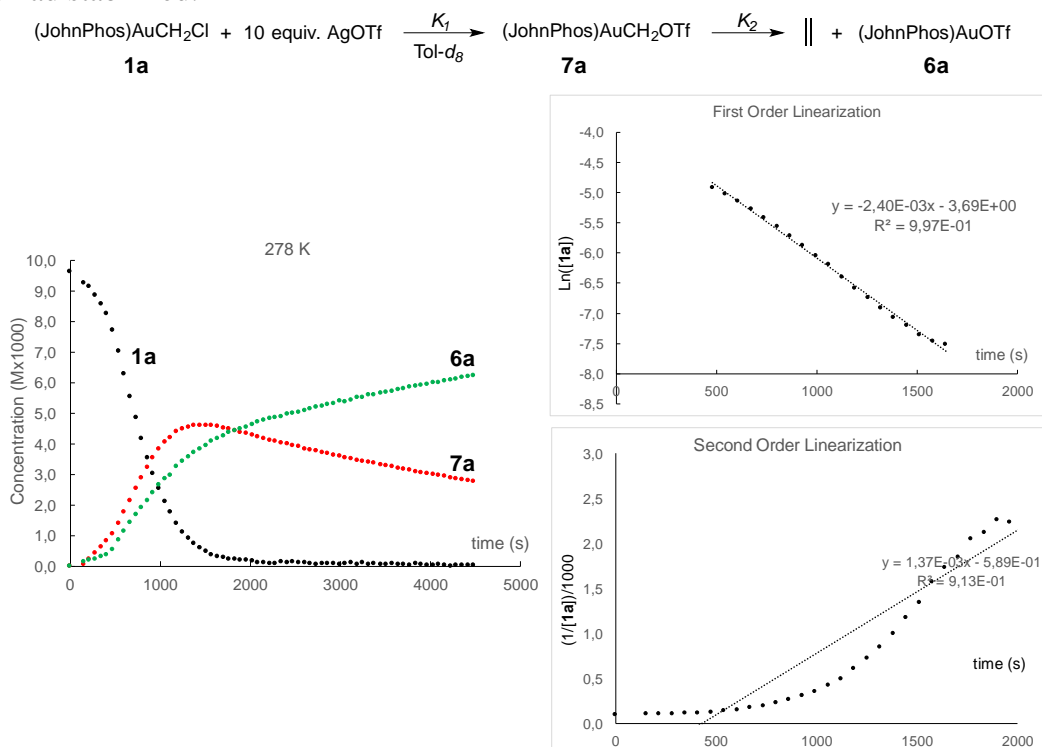 (JohnPhos)AuCH2Cl + 10 equiv. AgOTf K1 Tol-d8 (JohnPhos)AuCH2OTf K2 || + (JohnPhos)AuOTf
1a 7a 6a
First Order Linearization
-4,0
-4,5
-5,0
-5,5
-6,0
-6,5
-7,0
-7,5
-8,0
-8,5
Ln([1a])
y = -2,40E-03x - 3,69E+00
R² = 9,97E-01
time (s)
0 500 1000 1500 2000
278 K
10,0
9,0
8,0
7,0
6,0
5,0
4,0
3,0
2,0
1,0
0,0
Concentration (Mx1000)
1a
6a
7a
time (s)
0 1000 2000 3000 4000 5000
Second Order Linearization
3,0
2,5
2,0
1,5
1,0
0,5
0,0
(1/[1a])/1000
y = 1,37E-03x - 5,89E-01
R² = 9,13E-01
time (s)
0 500 1000 1500 2000